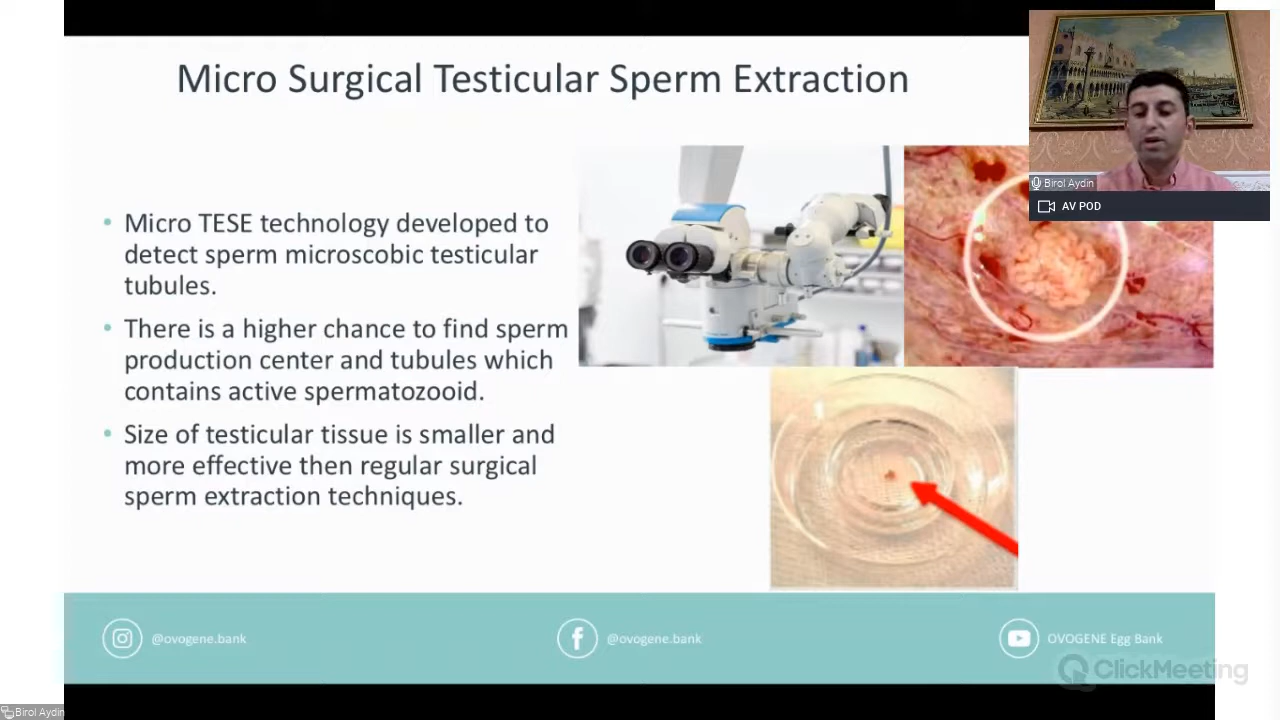 Micro Surgical Testicular Sperm Extraction
• Micro TESE technology developed to
detect sperm microscobic testicular
tubules.
• There is a higher chance to find sperm
production center and tubules which
contains active spermatozooid.
• Size of testicular tissue is smaller and
more effective then regular surgical
sperm extraction techniques.
Birol Aydin
AV POD
@ovogene.bank
@ovogene.bank
OVOGENE Egg Bank
ClickMeeting
Birol Aydin